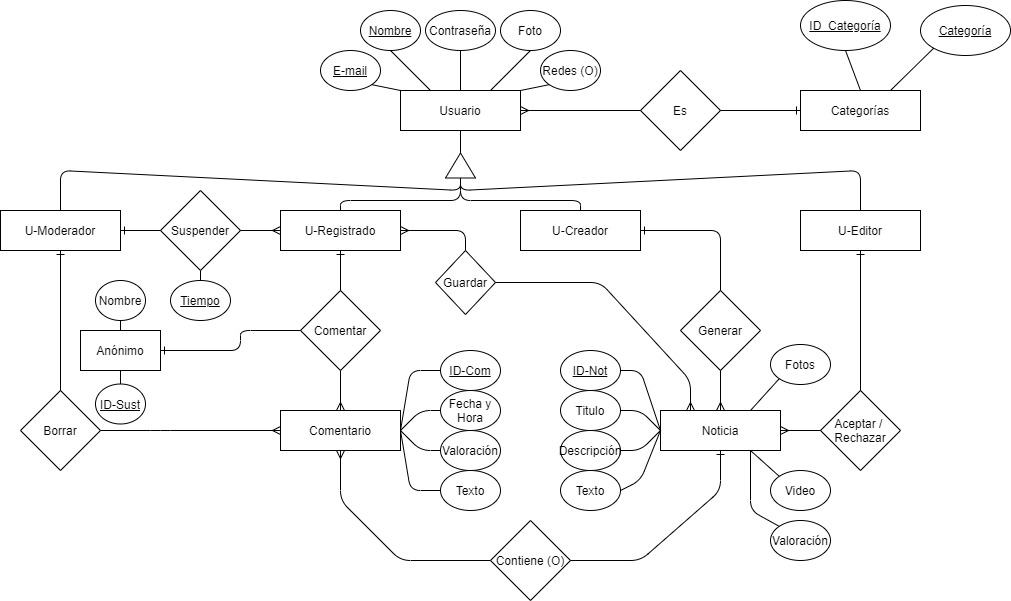 Nombre
Contraseña
Foto
ID_Categoría
Categoría
E-mail
Redes (O)
Usuario
Es
Categorías
U-Moderador
Suspender
U-Registrado
U-Creador
U-Editor
Guardar
Nombre
Tiempo
Anónimo
Comentar
Generar
ID-Sust
ID-Com
ID-Not
Fotos
Fecha y
Hora
Titulo
Borrar
Comentario
Noticia
Aceptar /
Rechazar
Valoración
Descripción
Texto
Texto
Video
Valoración
Contiene (O)